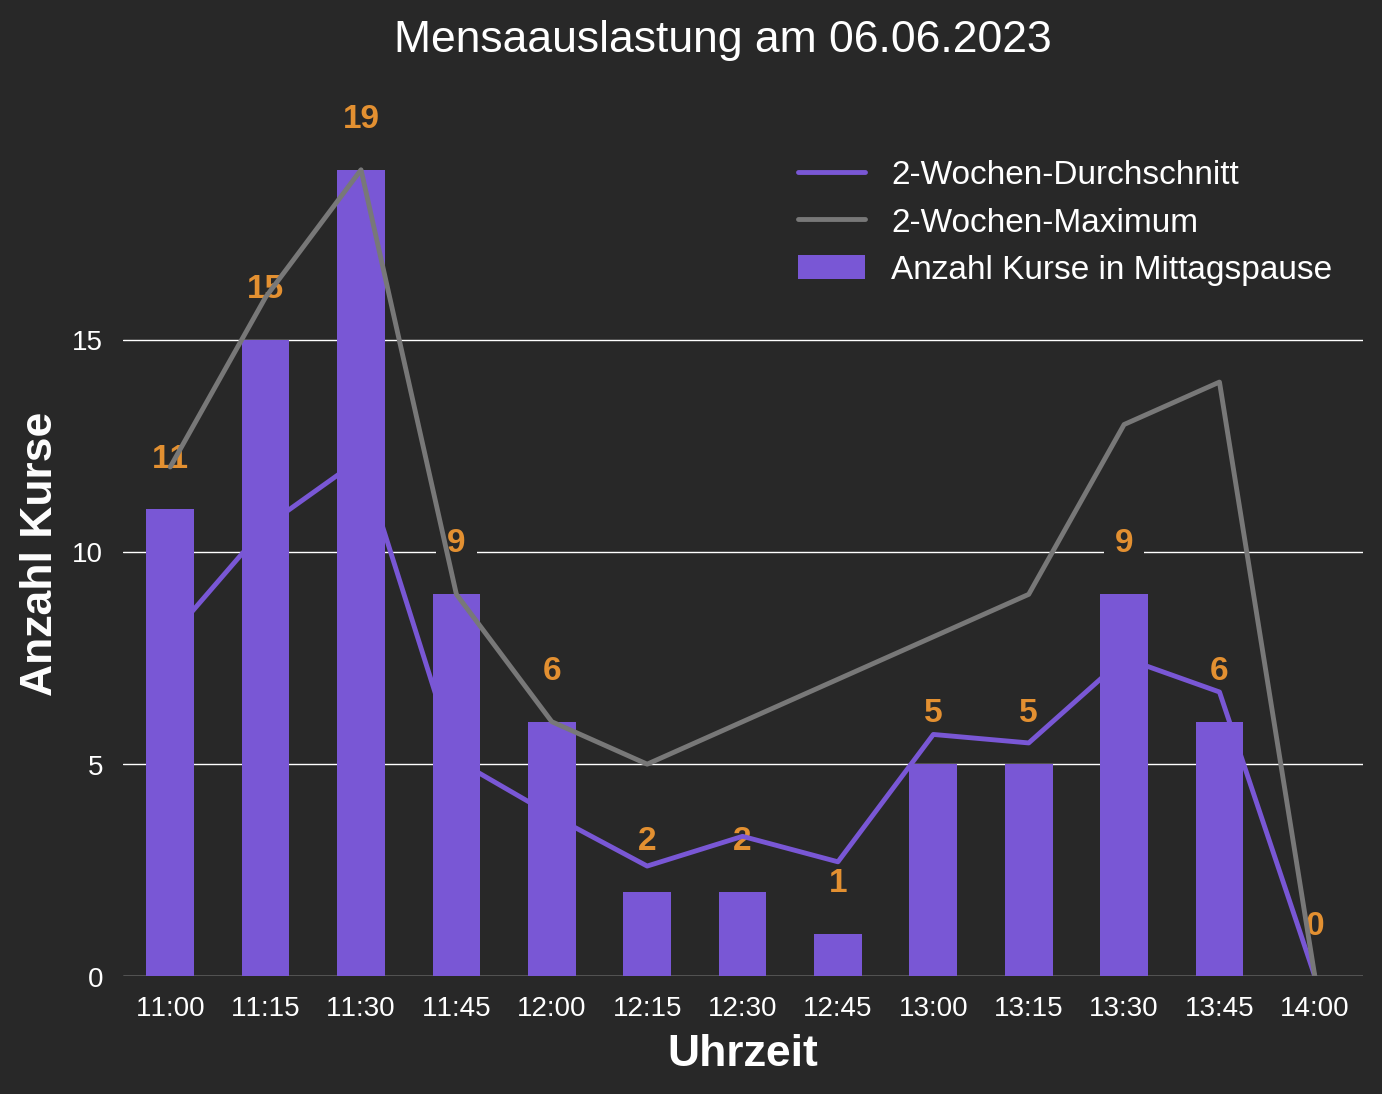 Mensaauslastung am 06.06.2023
19
2-Wochen-Durchschnitt
2-Wochen-Maximum
Anzahl Kurse in Mittagspause
15
15
11
9
9
10
6
6
5
5
5
2
2
1
0
0
Anzahl Kurse
11:00 11:15 11:30 11:45 12:00 12:15 12:30 12:45 13:00 13:15 13:30 13:45 14:00
Uhrzeit